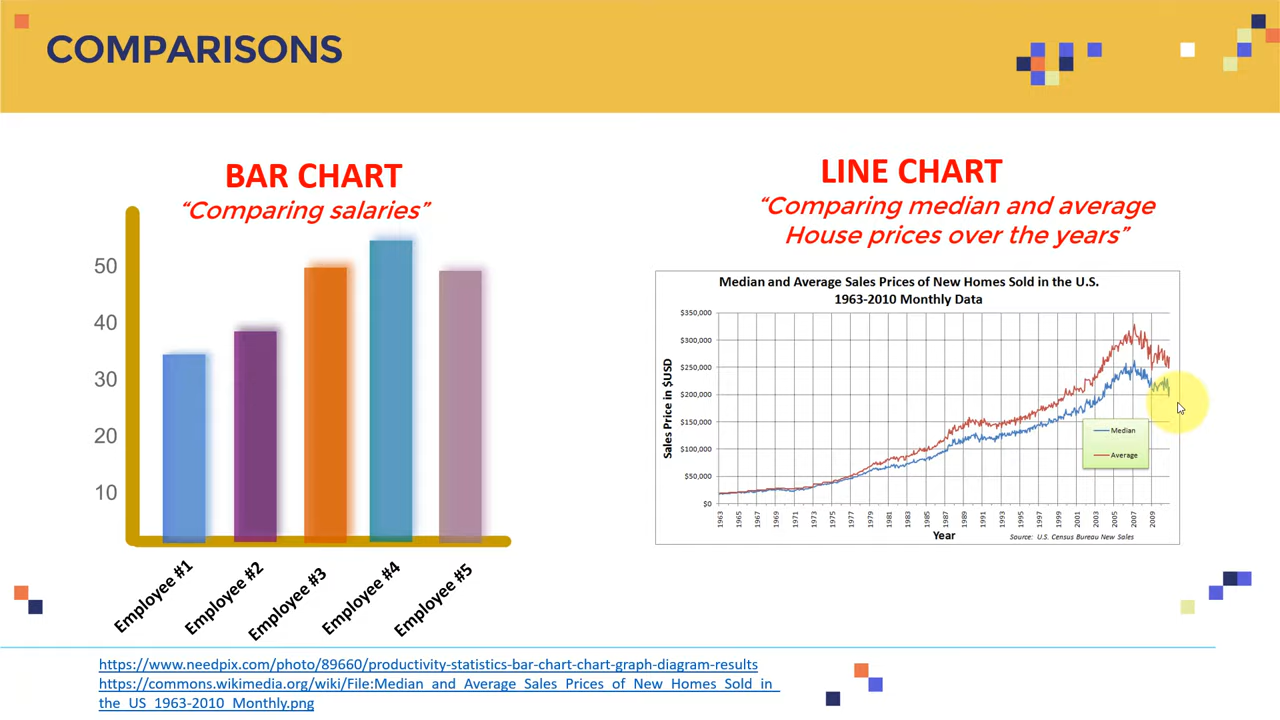 COMPARISONS
BAR CHART
“Comparing salaries”
50
40
30
20
10
Employee #1
Employee #2
Employee #3
Employee #4
Employee #5
LINE CHART
“Comparing median and average
House prices over the years”
Median and Average Sales Prices of New Homes Sold in the U.S.
1963-2010 Monthly Data
Sales Price in $USD
$350,000
$300,000
$250,000
$200,000
$150,000
$100,000
$50,000
$0
Median
Average
1963 1965 1967 1969 1971 1973 1975 1977 1979 1981 1983 1985 1987 1989 1991 1993 1995 1997 1999 2001 2003 2005 2007 2009
Year
Source: U.S. Census Bureau New Sales
https://www.needpix.com/photo/89660/productivity-statistics-bar-chart-chart-graph-diagram-results
https://commons.wikimedia.org/wiki/File:Median_and_Average_Sales_Prices_of_New_Homes_Sold_in_
the_US_1963-2010_Monthly.png